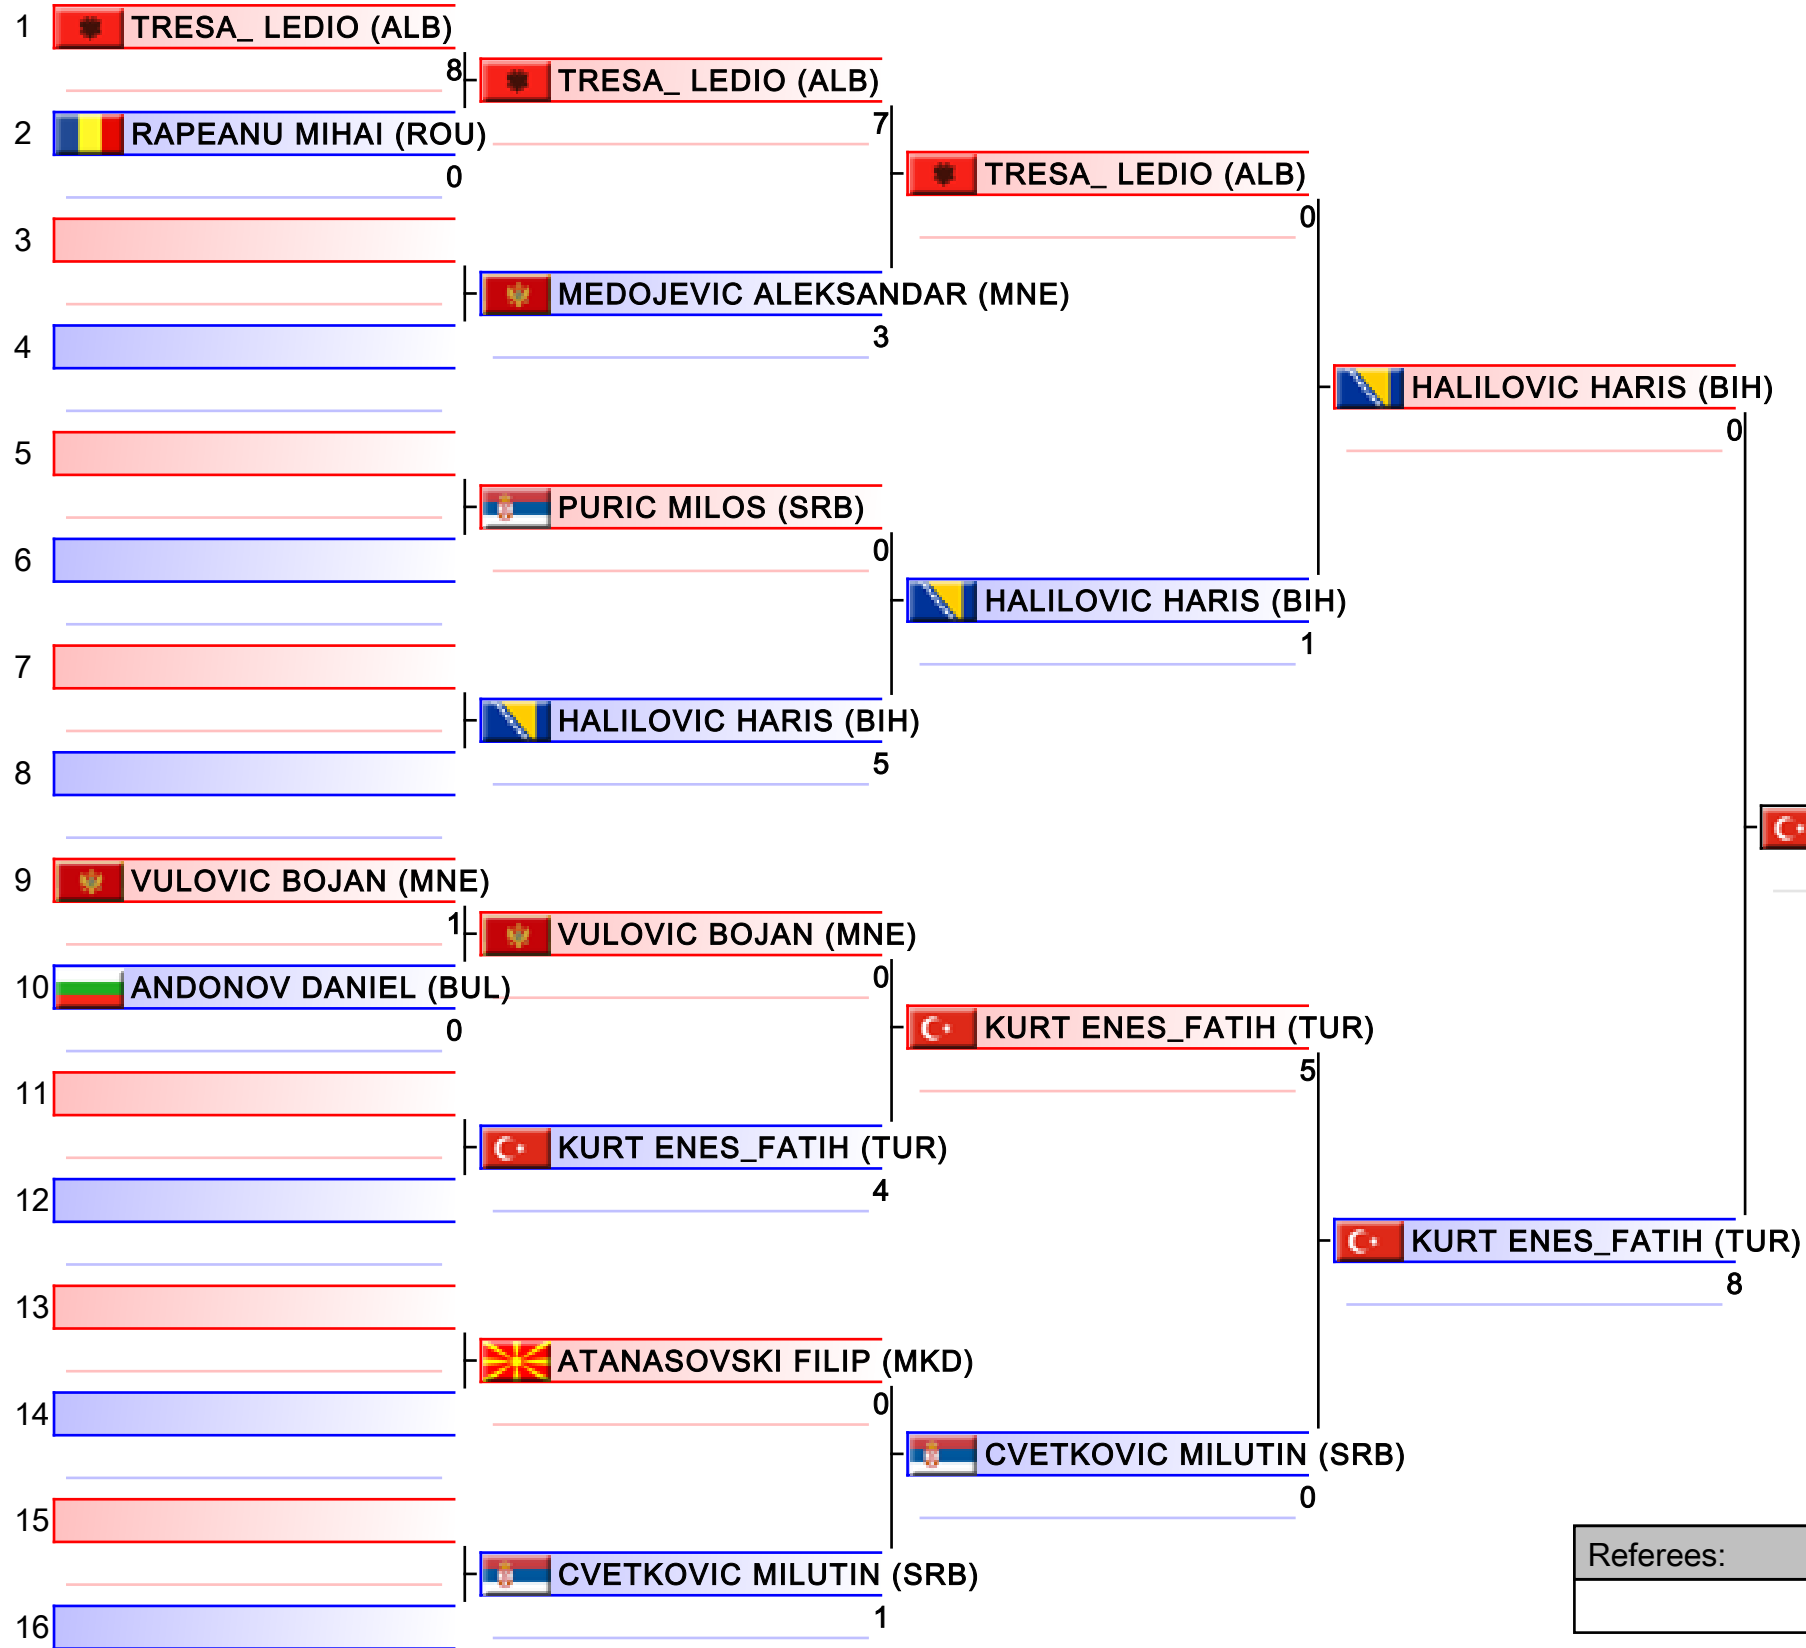 1 TRESA_ LEDIO (ALB)
8
2 RAPEANU MIHAI (ROU)
0
3
4
5
6
7
8
9 VULOVIC BOJAN (MNE)
1
10 ANDONOV DANIEL (BUL)
0
11
12
13
14
15
16
TRESA_ LEDIO (ALB)
7
MEDOJEVIC ALEKSANDAR (MNE)
3
PURIC MILOS (SRB)
0
HALILOVIC HARIS (BIH)
5
VULOVIC BOJAN (MNE)
0
KURT ENES_FATIH (TUR)
4
ATANASOVSKI FILIP (MKD)
0
CVETKOVIC MILUTIN (SRB)
1
TRESA_ LEDIO (ALB)
0
HALILOVIC HARIS (BIH)
1
KURT ENES_FATIH (TUR)
5
CVETKOVIC MILUTIN (SRB)
0
HALILOVIC HARIS (BIH)
0
KURT ENES_FATIH (TUR)
8
Referees: